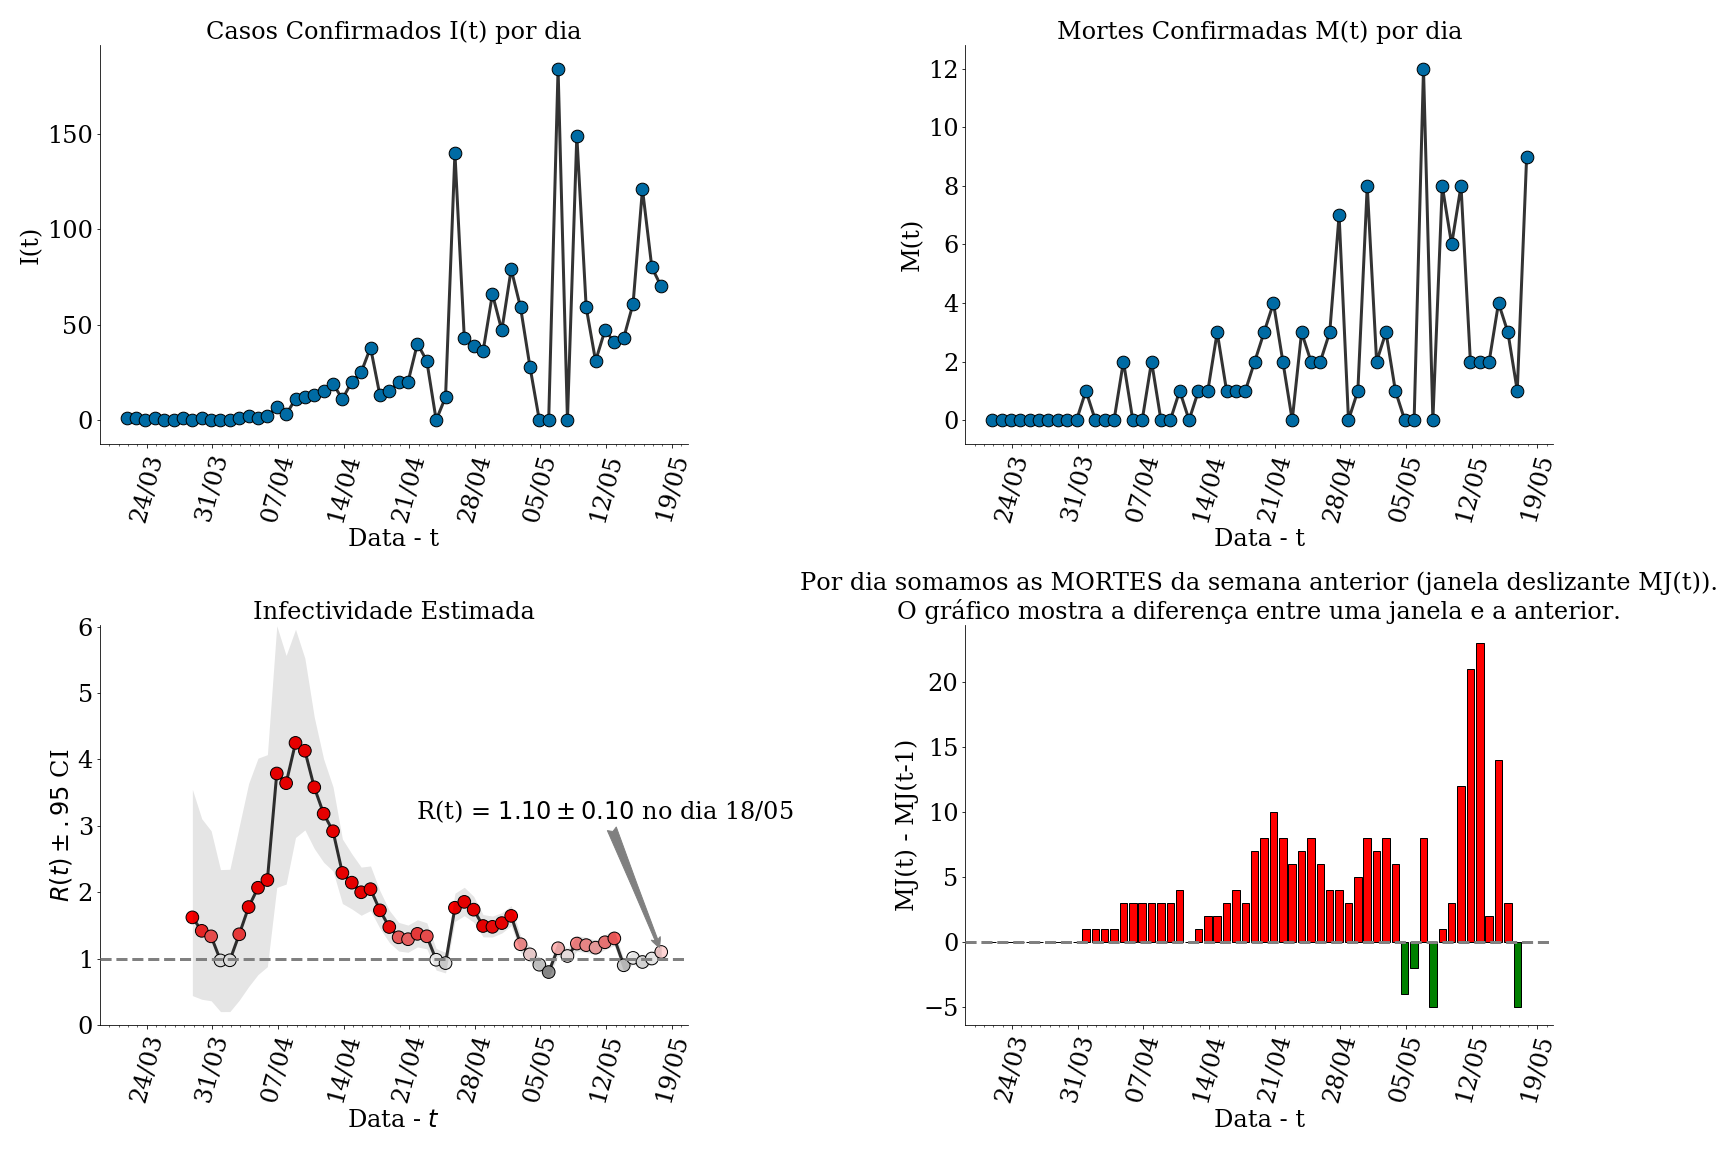 Casos Confirmados I(t) por dia
I(t)
150
100
50
0
24/03 31/03 07/04 14/04 21/04 28/04 05/05 12/05 19/05
Data - t
Mortes Confirmadas M(t) por dia
M(t)
12
10
8
6
4
2
0
24/03 31/03 07/04 14/04 21/04 28/04 05/05 12/05 19/05
Data - t
Infectividade Estimada
R(t) ± .95 CI
6
5
4
3
2
1
0
R(t) = 1.10 ± 0.10 no dia 18/05
24/03 31/03 07/04 14/04 21/04 28/04 05/05 12/05 19/05
Data - t
Por dia somamos as MORTES da semana anterior (janela deslizante MJ(t)).
O gráfico mostra a diferença entre uma janela e a anterior.
MJ(t) - MJ(t-1)
20
15
10
5
0
−5
24/03 31/03 07/04 14/04 21/04 28/04 05/05 12/05 19/05
Data - t